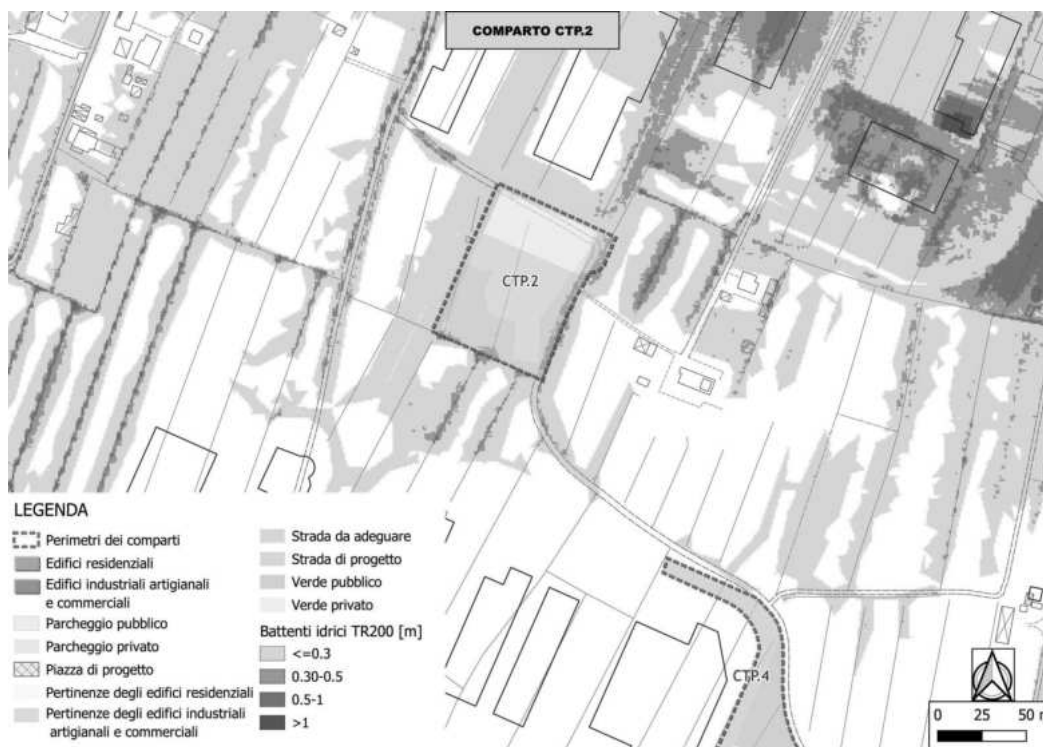 COMPARTO CTP.2
CTP.2
CTP.4
LEGENDA
Perimetri dei comparti
Edifici residenziali
Edifici industriali artigianali
e commerciali
Parcheggio pubblico
Parcheggio privato
Piazza di progetto
Pertinenze degli edifici residenziali
Pertinenze degli edifici industriali
artigianali e commerciali
Strada da adeguare
Strada di progetto
Verde pubblico
Verde privato
Battenti idrici TR200 [m]
<=0.3
0.30-0.5
0.5-1
>1
0 25 50 m